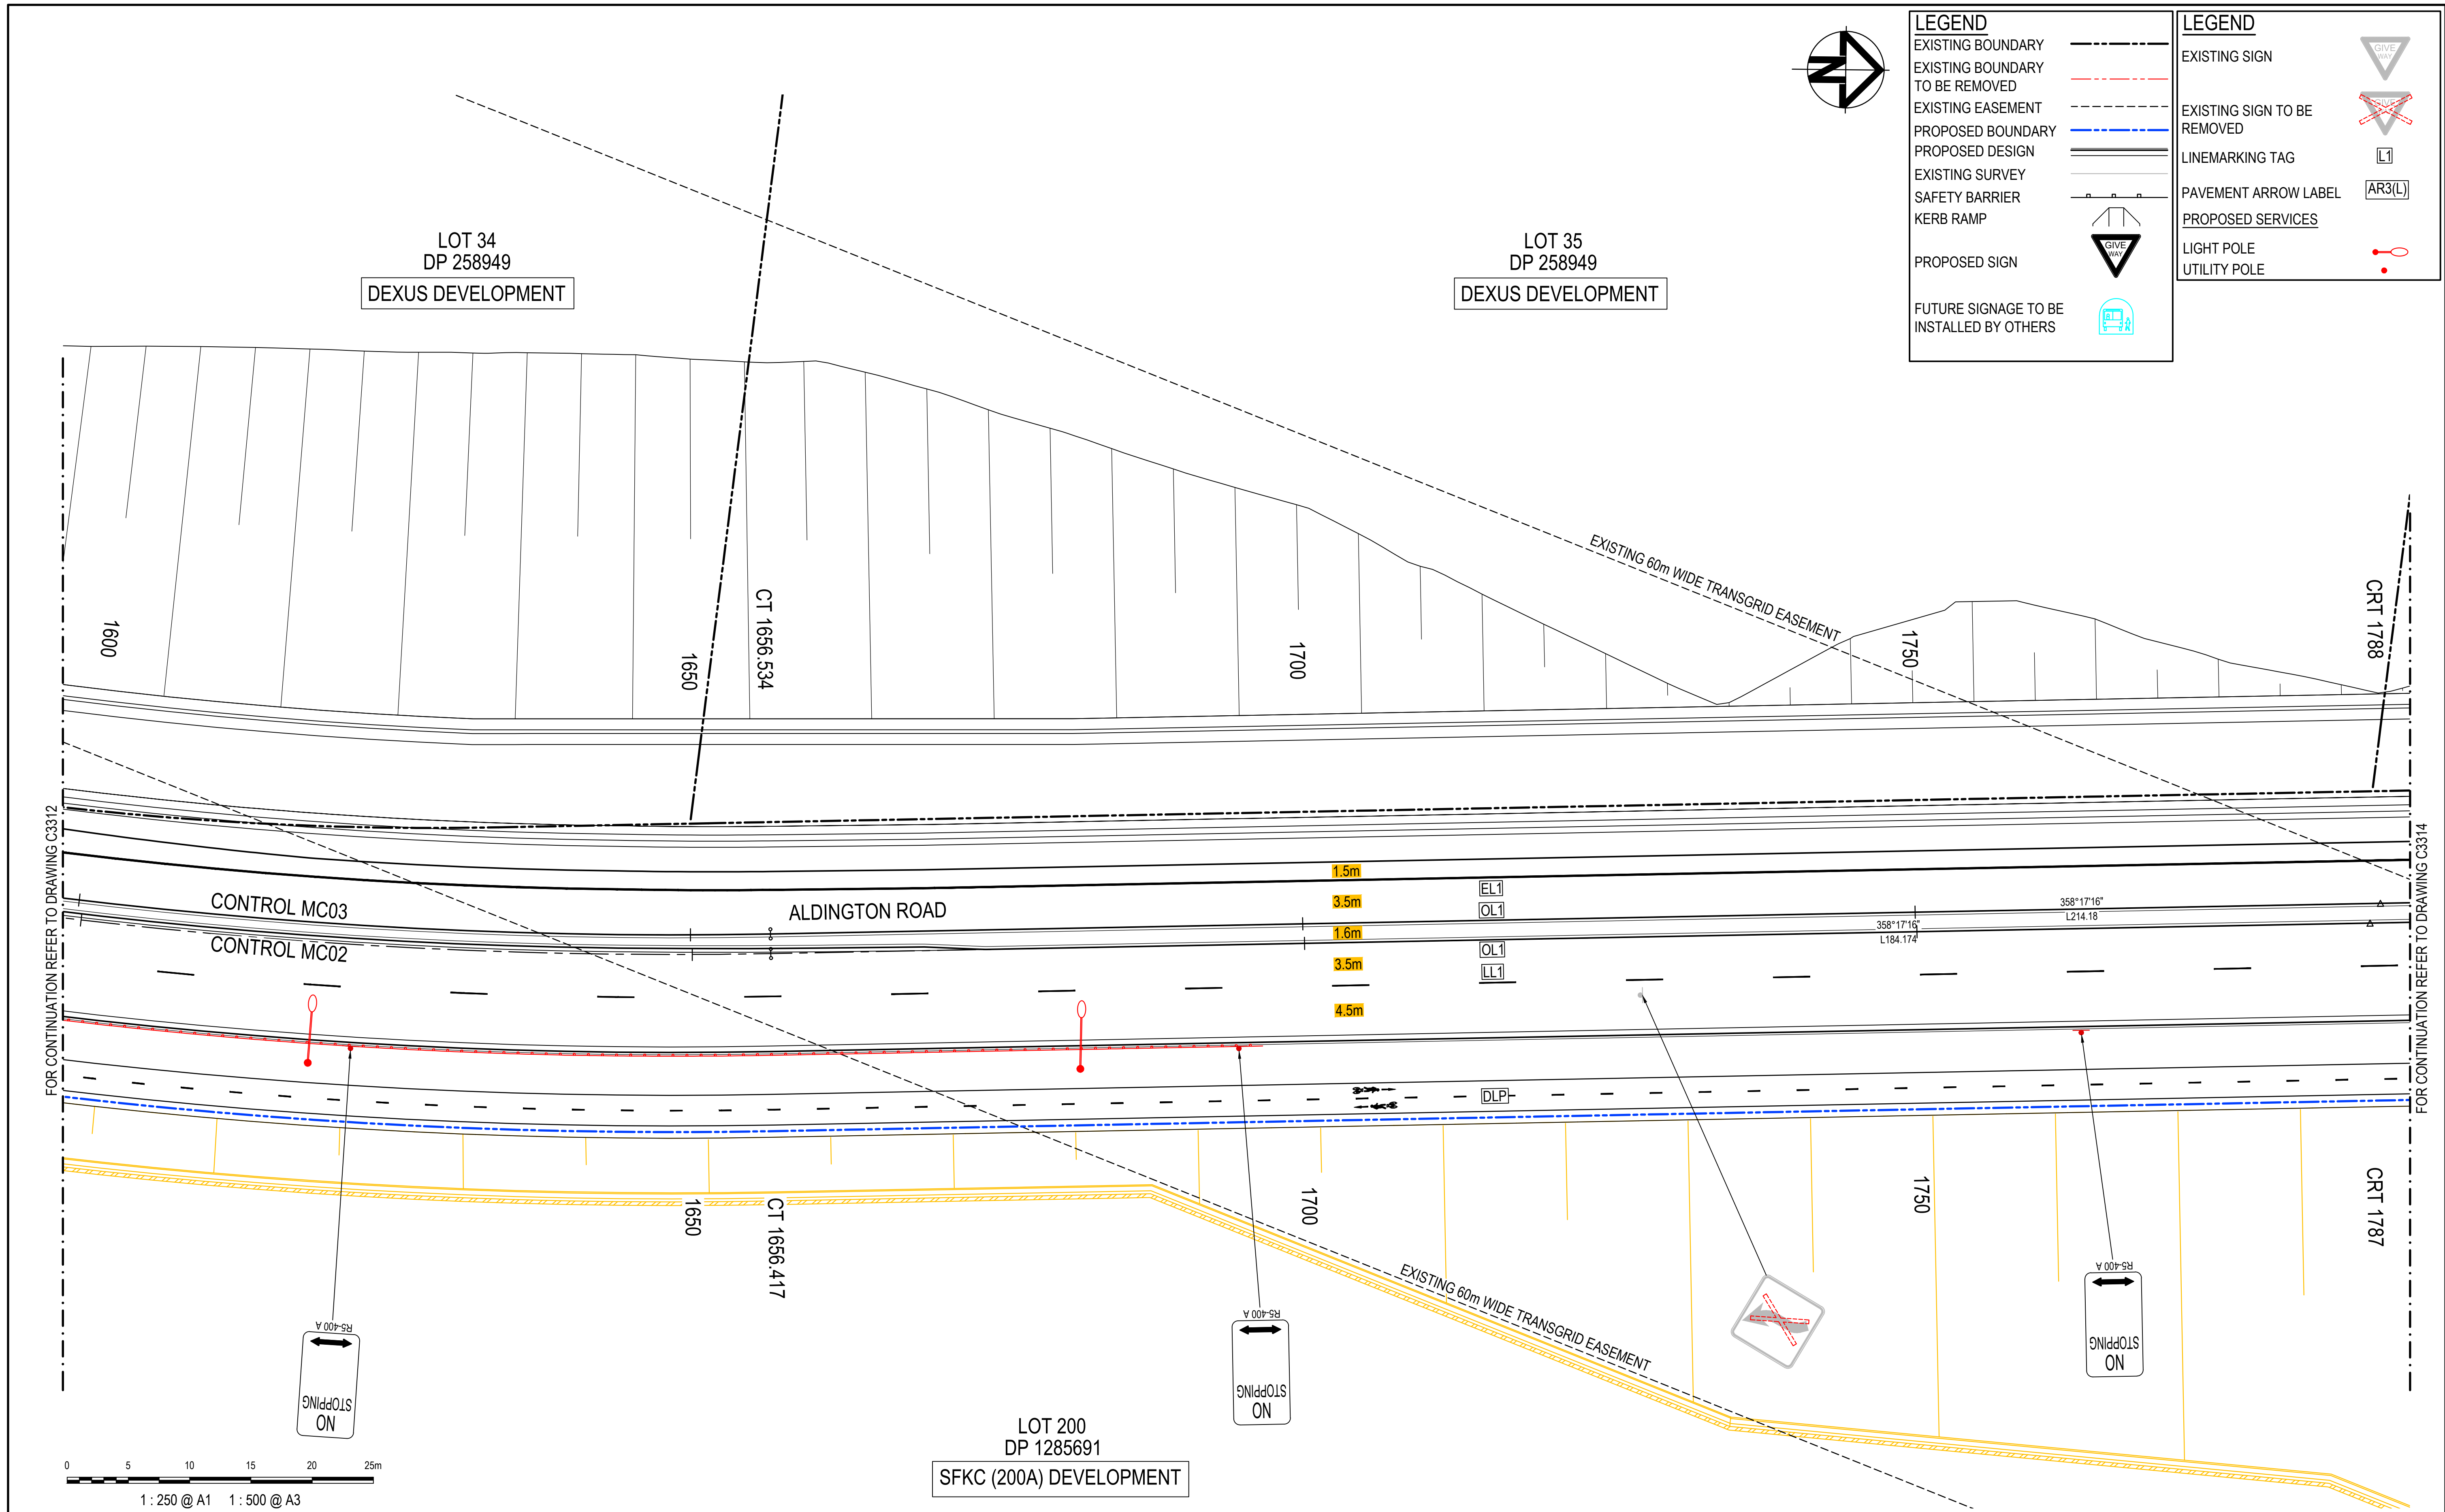 LEGEND
EXISTING BOUNDARY
EXISTING BOUNDARY
TO BE REMOVED
EXISTING EASEMENT
PROPOSED BOUNDARY
PROPOSED DESIGN
EXISTING SURVEY
SAFETY BARRIER
KERB RAMP
PROPOSED SIGN
GIVE
WAY
FUTURE SIGNAGE TO BE
INSTALLED BY OTHERS
LEGEND
EXISTING SIGN
GIVE
WAY
EXISTING SIGN TO BE
REMOVED
GIVE
LINEMARKING TAG
L1
PAVEMENT ARROW LABEL
AR3(L)
PROPOSED SERVICES
LIGHT POLE
UTILITY POLE
N
LOT 34
DP 258949
DEXUS DEVELOPMENT
LOT 35
DP 258949
DEXUS DEVELOPMENT
EXISTING 60m WIDE TRANSGRID EASEMENT
1600
1650
CT 1656.534
1700
1750
CRT 1788
FOR CONTINUATION REFER TO DRAWING C3312
FOR CONTINUATION REFER TO DRAWING C3314
CONTROL MC03
CONTROL MC02
ALDINGTON ROAD
1.5m
3.5m
1.6m
3.5m
4.5m
EL1
OL1
OL1
LL1
DLP
358°17'16"
L214.18
358°17'16"
L184.174
1650
CT 1656.417
1700
1750
CRT 1787
EXISTING 60m WIDE TRANSGRID EASEMENT
R5-400 A
NO
STOPPING
R5-400 A
NO
STOPPING
R5-400 A
NO
STOPPING
LOT 200
DP 1285691
SFKC (200A) DEVELOPMENT
0 5 10 15 20 25m
1 : 250 @ A1 1 : 500 @ A3